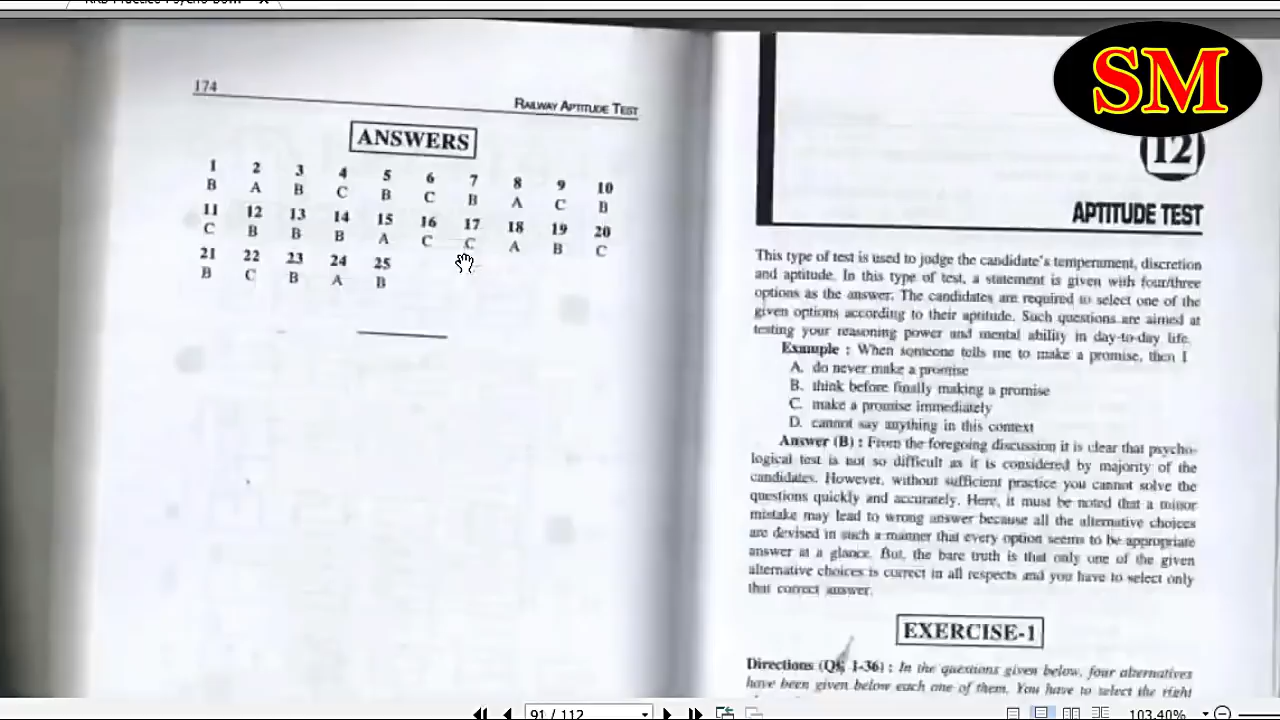 174
RAILWAY APTITUDE TEST
ANSWERS
1 2 3 4 5 6 7 8 9 10
B A B C B C B A C B
11 12 13 14 15 16 17 18 19 20
C B B B A C C A B C
21 22 23 24 25
B C B A B
SM
12
APTITUDE TEST
This type of test is used to judge the candidate's temperament, discretion
and aptitude. In this type of test, a statement is given with four/three
options as the answer. The candidates are required to select one of the
given options according to their aptitude. Such questions are aimed at
testing your reasoning power and mental ability in day-to-day life.
Example : When someone tells me to make a promise, then I
A. do never make a promise
B. think before finally making a promise
C. make a promise immediately
D. cannot say anything in this context
Answer (B) : From the foregoing discussion it is clear that psycho-
logical test is not so difficult as it is considered by majority of the
candidates. However, without sufficient practice you cannot solve the
questions quickly and accurately. Here, it must be noted that a minor
mistake may lead to wrong answer because all the alternative choices
are devised in such a manner that every option seems to be appropriate
answer at a glance. But, the bare truth is that only one of the given
alternative choices is correct in all respects and you have to select only
that correct answer.
EXERCISE-1
Directions (Qs. 1-36) : In the questions given below, four alternatives
have been given below each one of them. You have to select the right
91 / 112
103.40%